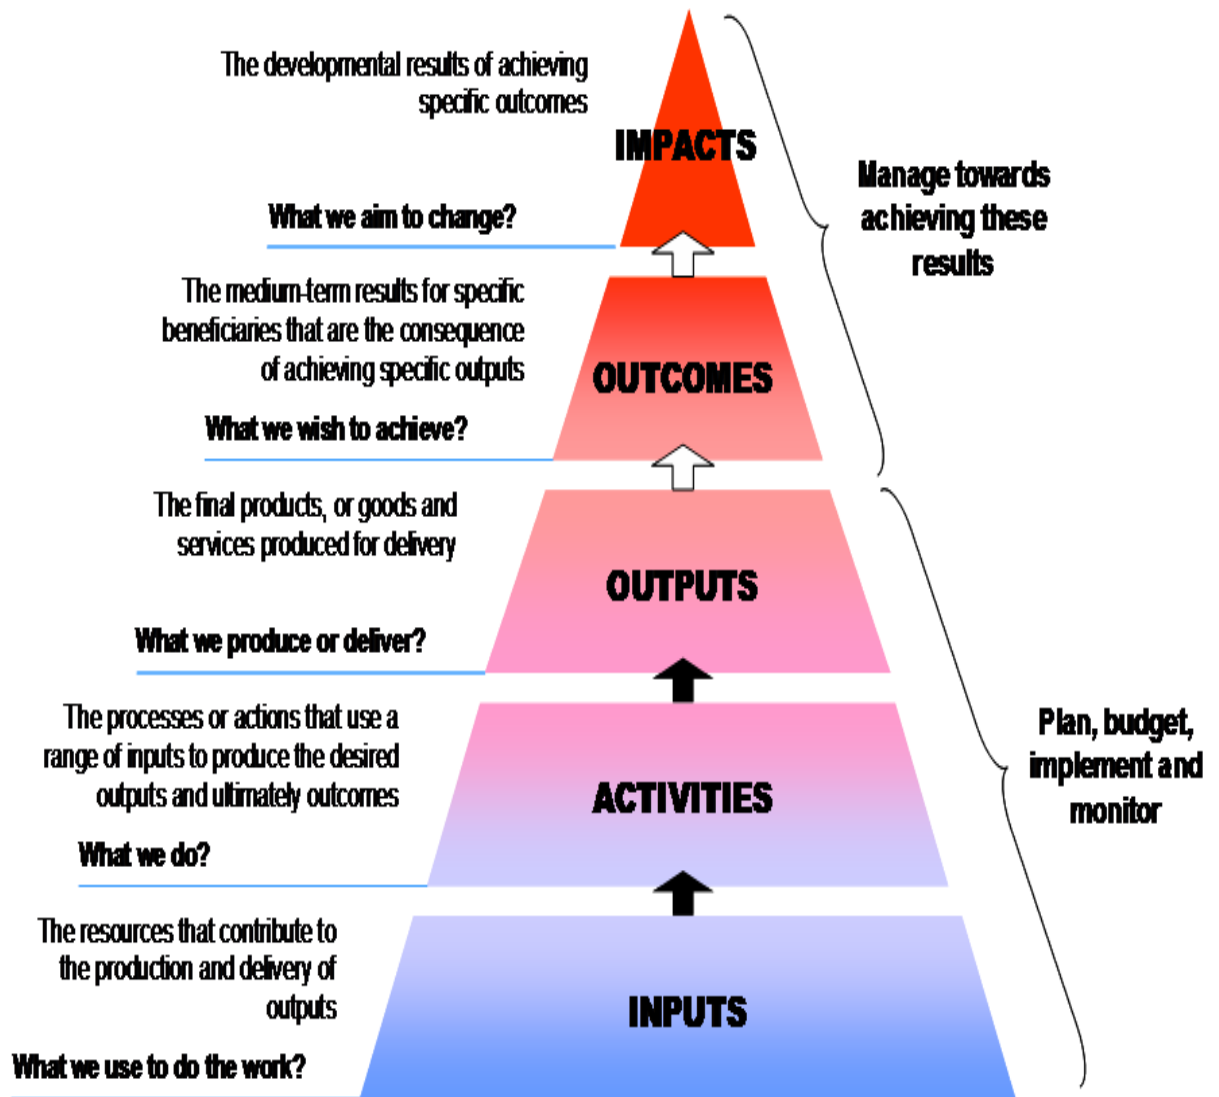 The developmental results of achieving
specific outcomes
IMPACTS
What we aim to change?
Manage towards
achieving these
results
The medium-term results for specific
beneficiaries that are the consequence
of achieving specific outputs
OUTCOMES
What we wish to achieve?
The final products, or goods and
services produced for delivery
OUTPUTS
What we produce or deliver?
The processes or actions that use a
range of inputs to produce the desired
outputs and ultimately outcomes
ACTIVITIES
What we do?
Plan, budget,
implement and
monitor
The resources that contribute to
the production and delivery of
outputs
INPUTS
What we use to do the work?